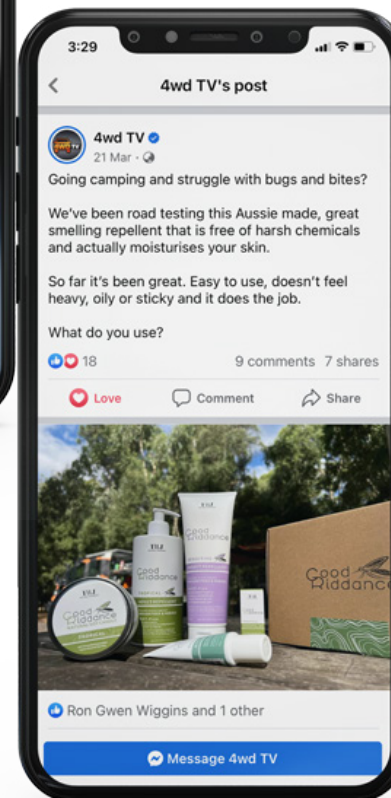 3:29
4wd TV's post
4wd TV
21 Mar
Going camping and struggle with bugs and bites?
We've been road testing this Aussie made, great
smelling repellent that is free of harsh chemicals
and actually moisturises your skin.
So far it's been great. Easy to use, doesn't feel
heavy, oily or sticky and it does the job.
What do you use?
18
9 comments 7 shares
Love
Comment
Share
Good Riddance
Good
Riddance
Good
Riddance
Good
Riddance
TROPICAL
Ron Gwen Wiggins and 1 other
Message 4wd TV